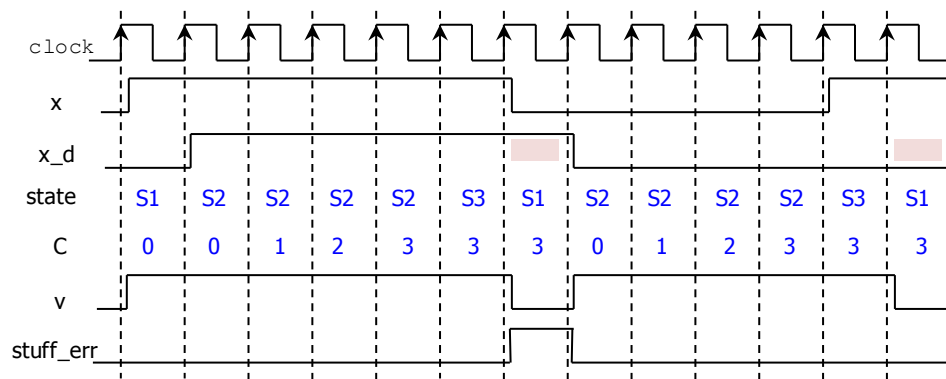 clock
x
x_d
state S1 S2 S2 S2 S2 S3 S1 S2 S2 S2 S2 S3 S1
C 0 0 1 2 3 3 3 0 1 2 3 3 3
v
stuff_err